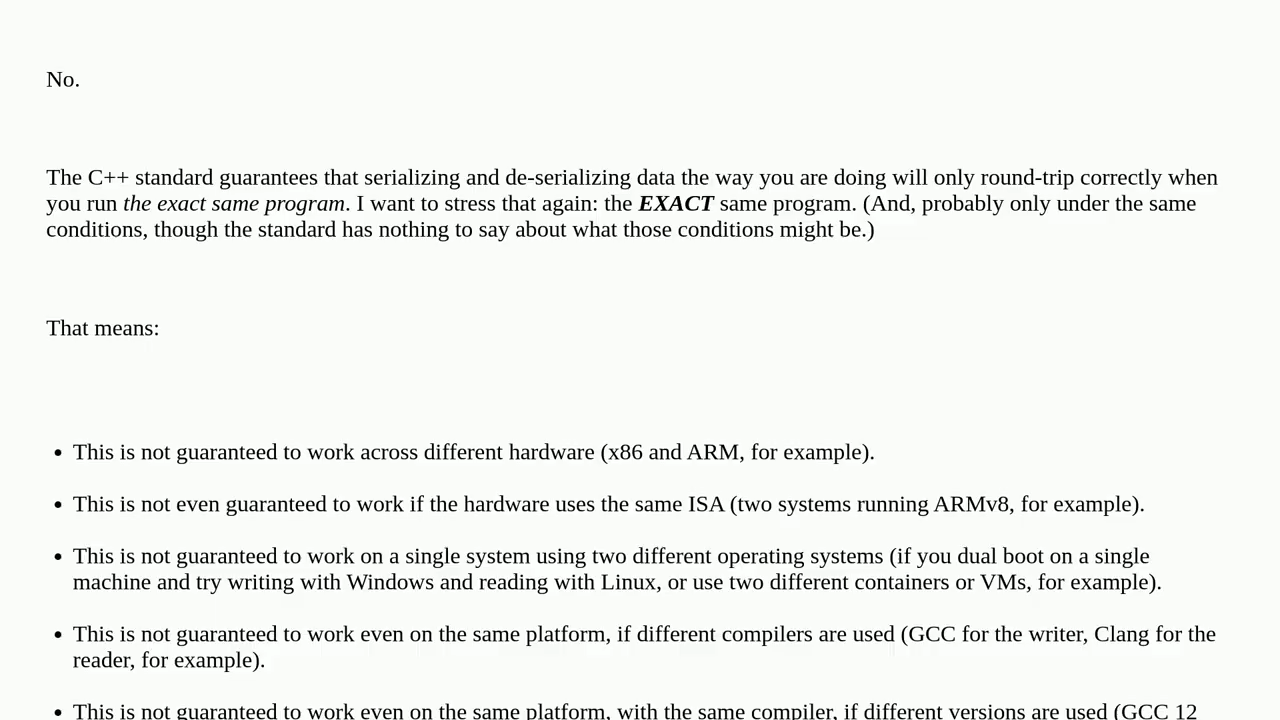 No.
The C++ standard guarantees that serializing and de-serializing data the way you are doing will only round-trip correctly when
you run the exact same program. I want to stress that again: the EXACT same program. (And, probably only under the same
conditions, though the standard has nothing to say about what those conditions might be.)
That means:
• This is not guaranteed to work across different hardware (x86 and ARM, for example).
• This is not even guaranteed to work if the hardware uses the same ISA (two systems running ARMv8, for example).
• This is not guaranteed to work on a single system using two different operating systems (if you dual boot on a single
machine and try writing with Windows and reading with Linux, or use two different containers or VMs, for example).
• This is not guaranteed to work even on the same platform, if different compilers are used (GCC for the writer, Clang for the
reader, for example).
• This is not guaranteed to work even on the same platform, with the same compiler, if different versions are used (GCC 12